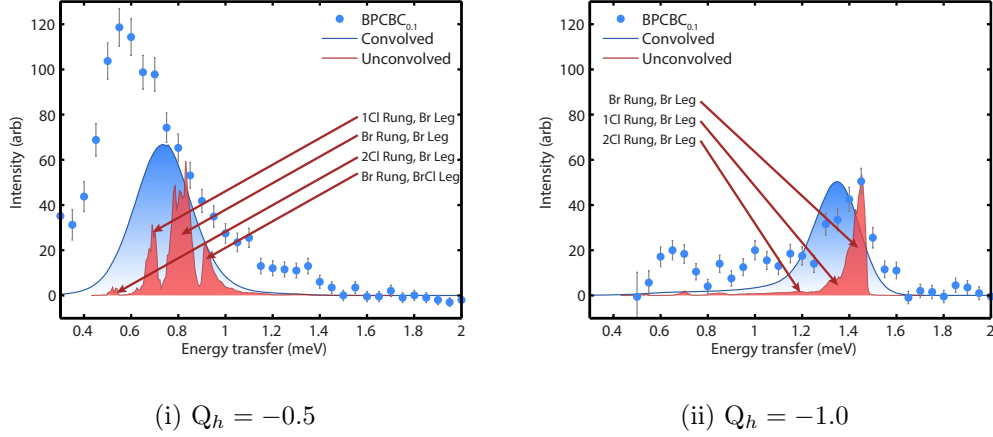 BPCBC0.1
Convolved
Unconvolved
1Cl Rung, Br Leg
Br Rung, Br Leg
2Cl Rung, Br Leg
Br Rung, BrCl Leg
Intensity (arb)
120
100
80
60
40
20
0
0.4 0.6 0.8 1 1.2 1.4 1.6 1.8 2
Energy transfer (meV)
(i) Qh = −0.5
BPCBC0.1
Convolved
Unconvolved
Br Rung, Br Leg
1Cl Rung, Br Leg
2Cl Rung, Br Leg
Intensity (arb)
120
100
80
60
40
20
0
0.4 0.6 0.8 1 1.2 1.4 1.6 1.8 2
Energy transfer (meV)
(ii) Qh = −1.0